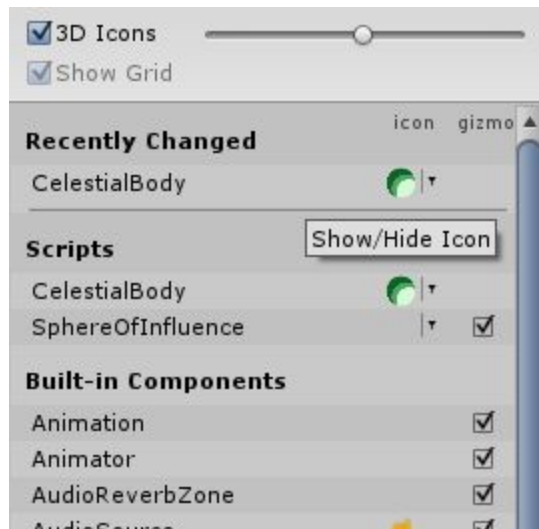 3D Icons
Show Grid
icon gizmo
Recently Changed
CelestialBody
Show/Hide Icon
Scripts
CelestialBody
SphereOfInfluence
Built-in Components
Animation
Animator
AudioReverbZone
AudioSource